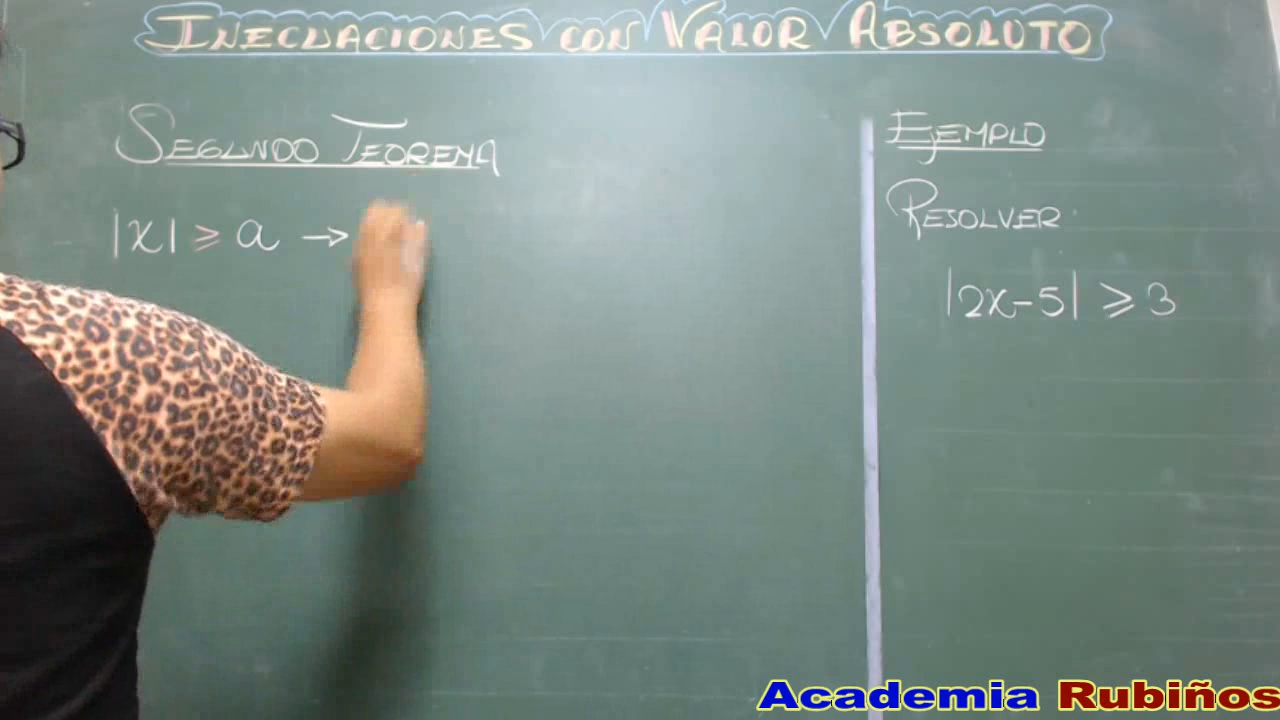 INECUACIONES CON VALOR ABSOLUTO
SEGUNDO TEOREMA
|x| ⩾ a →
EJEMPLO
RESOLVER
|2x-5| ⩾ 3
Academia Rubiños